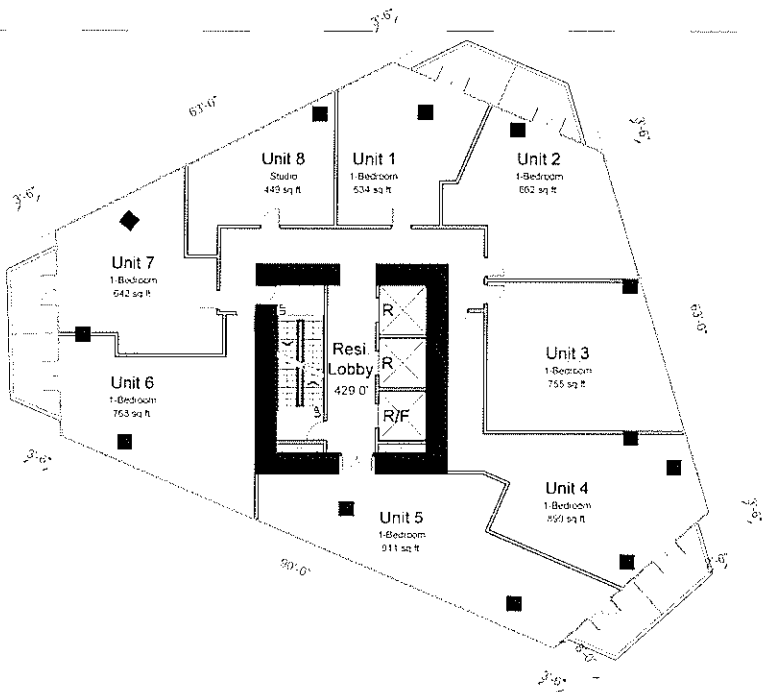 3'-6"
63'-6"
3'-6"
Unit 8
Studio
449 sq ft
Unit 1
1-Bedroom
534 sq ft
Unit 2
1-Bedroom
3'-6"
Unit 7
1-Bedroom
642 sq ft
R
Resi.
Lobby
429.0'
R
R/F
63'-6"
Unit 3
1-Bedroom
755 sq ft
Unit 6
1-Bedroom
763 sq ft
3'-6"
Unit 5
1-Bedroom
911 sq ft
Unit 4
1-Bedroom
3'-6"
90'-0"
3'-6"